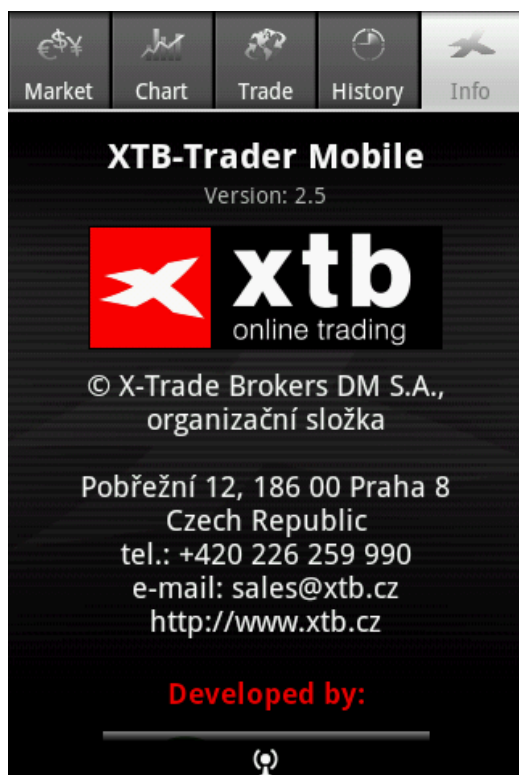 Market Chart Trade History Info
XTB-Trader Mobile
Version: 2.5
xtb
online trading
© X-Trade Brokers DM S.A.,
organizační složka
Pobřežní 12, 186 00 Praha 8
Czech Republic
tel.: +420 226 259 990
e-mail: sales@xtb.cz
http://www.xtb.cz
Developed by: